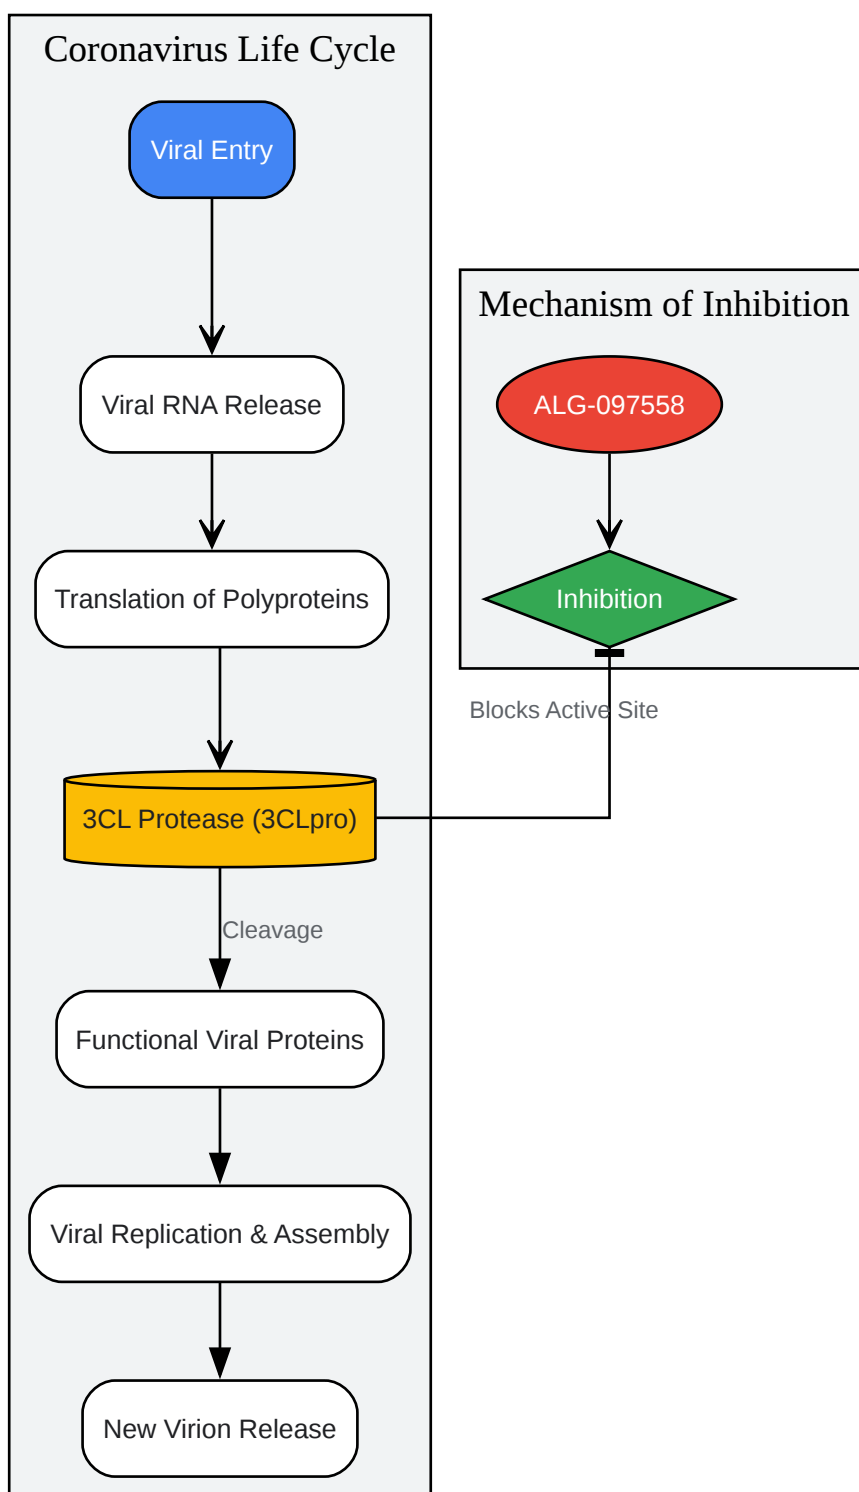 Coronavirus Life Cycle
Viral Entry
Viral RNA Release
Translation of Polyproteins
3CL Protease (3CLpro)
Cleavage
Functional Viral Proteins
Viral Replication & Assembly
New Virion Release
Mechanism of Inhibition
ALG-097558
Inhibition
Blocks Active Site